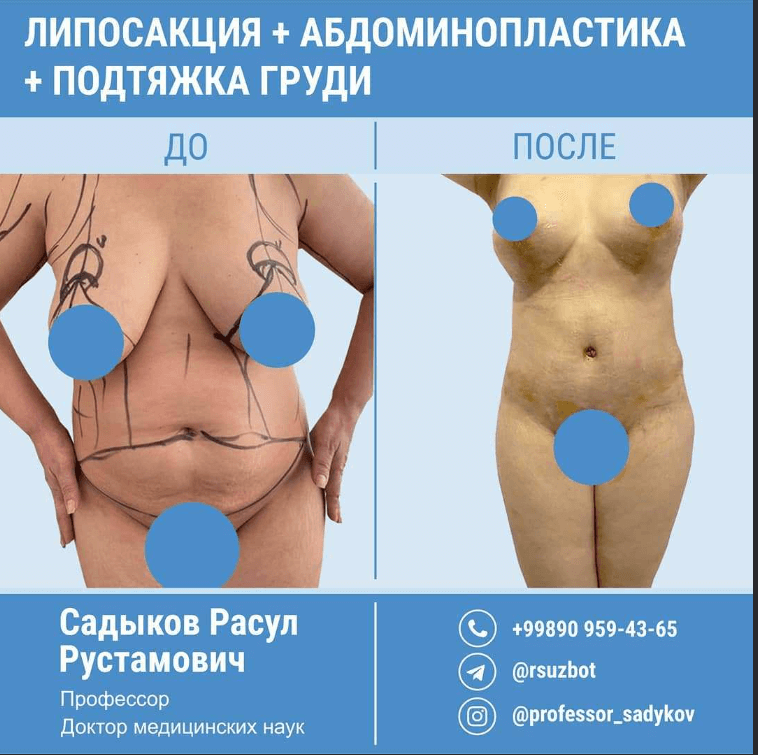 ЛИПОСАКЦИЯ + АБДОМИНОПЛАСТИКА
+ ПОДТЯЖКА ГРУДИ
ДО
ПОСЛЕ
Садыков Расул
Рустамович
Профессор
Доктор медицинских наук
+99890 959-43-65
@rsuzbot
@professor_sadykov